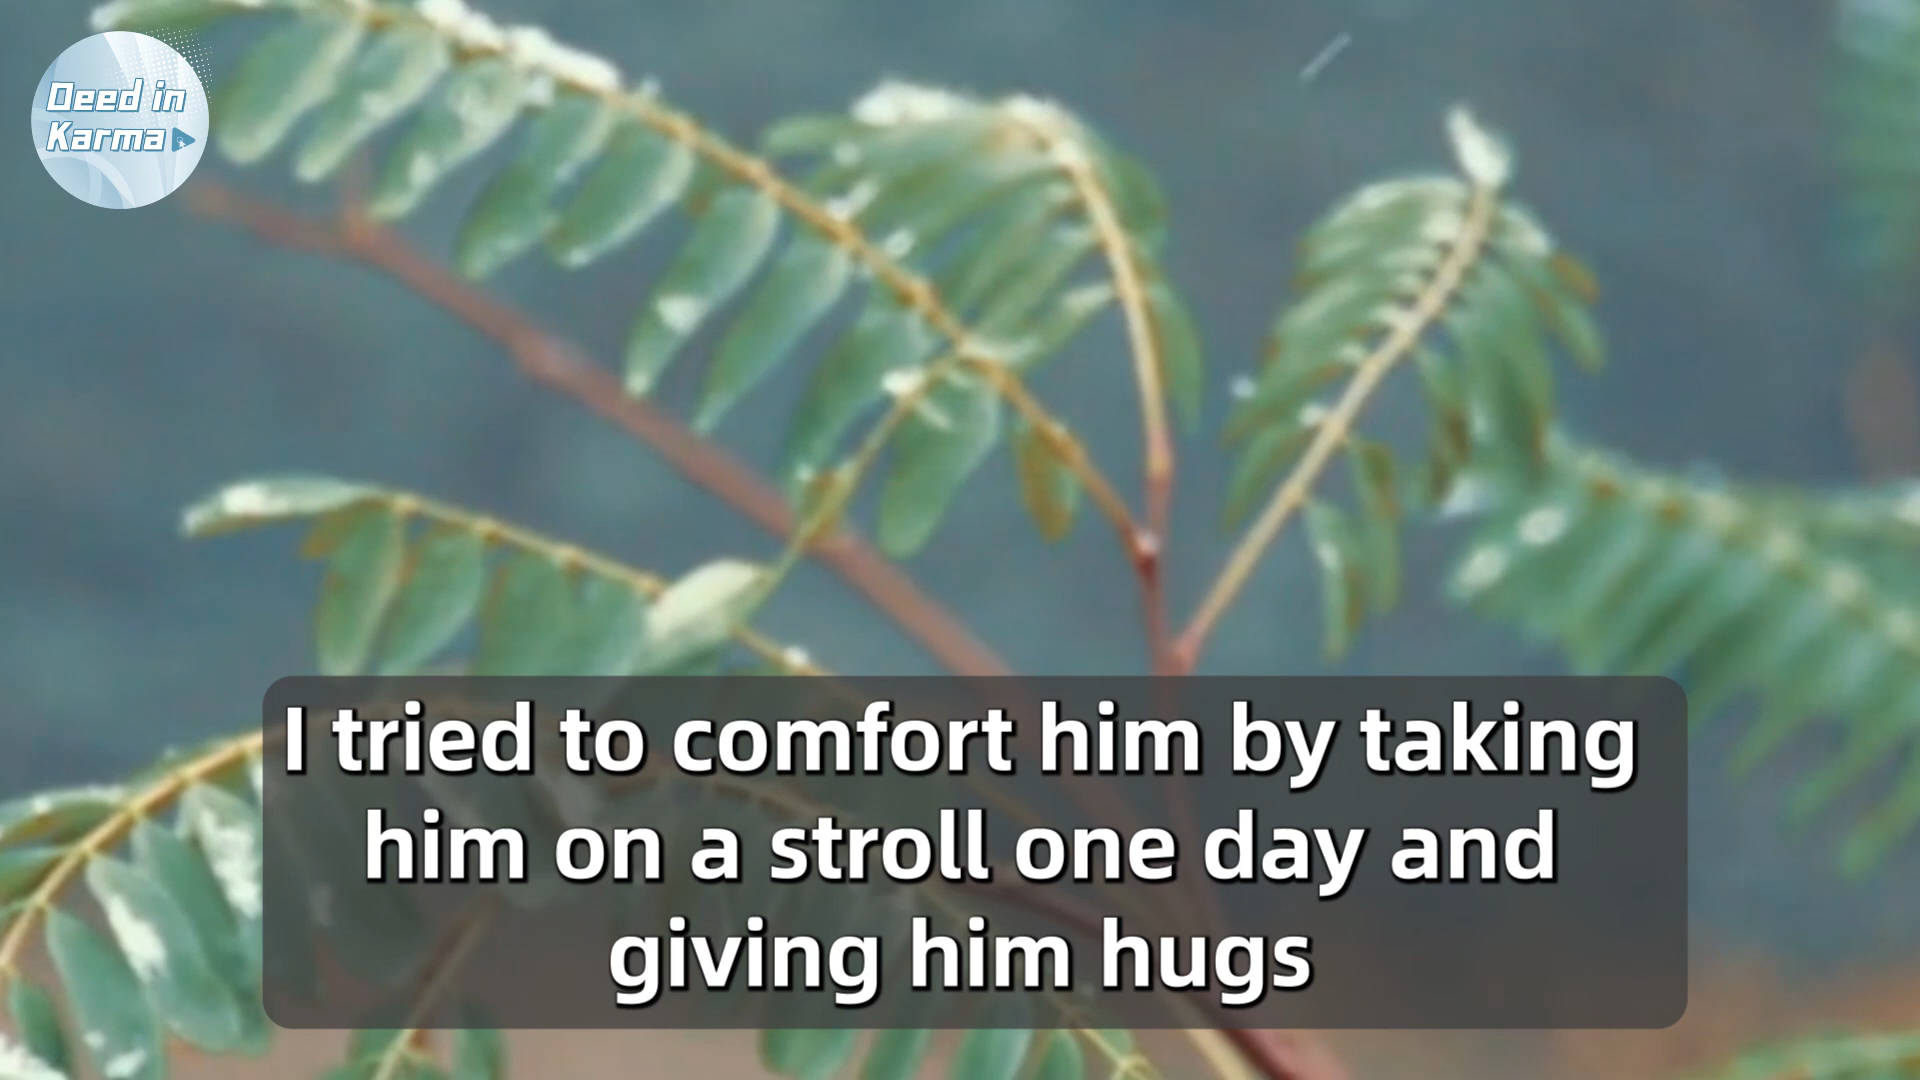 Deed in
Karma
I tried to comfort him by taking
him on a stroll one day and
giving him hugs